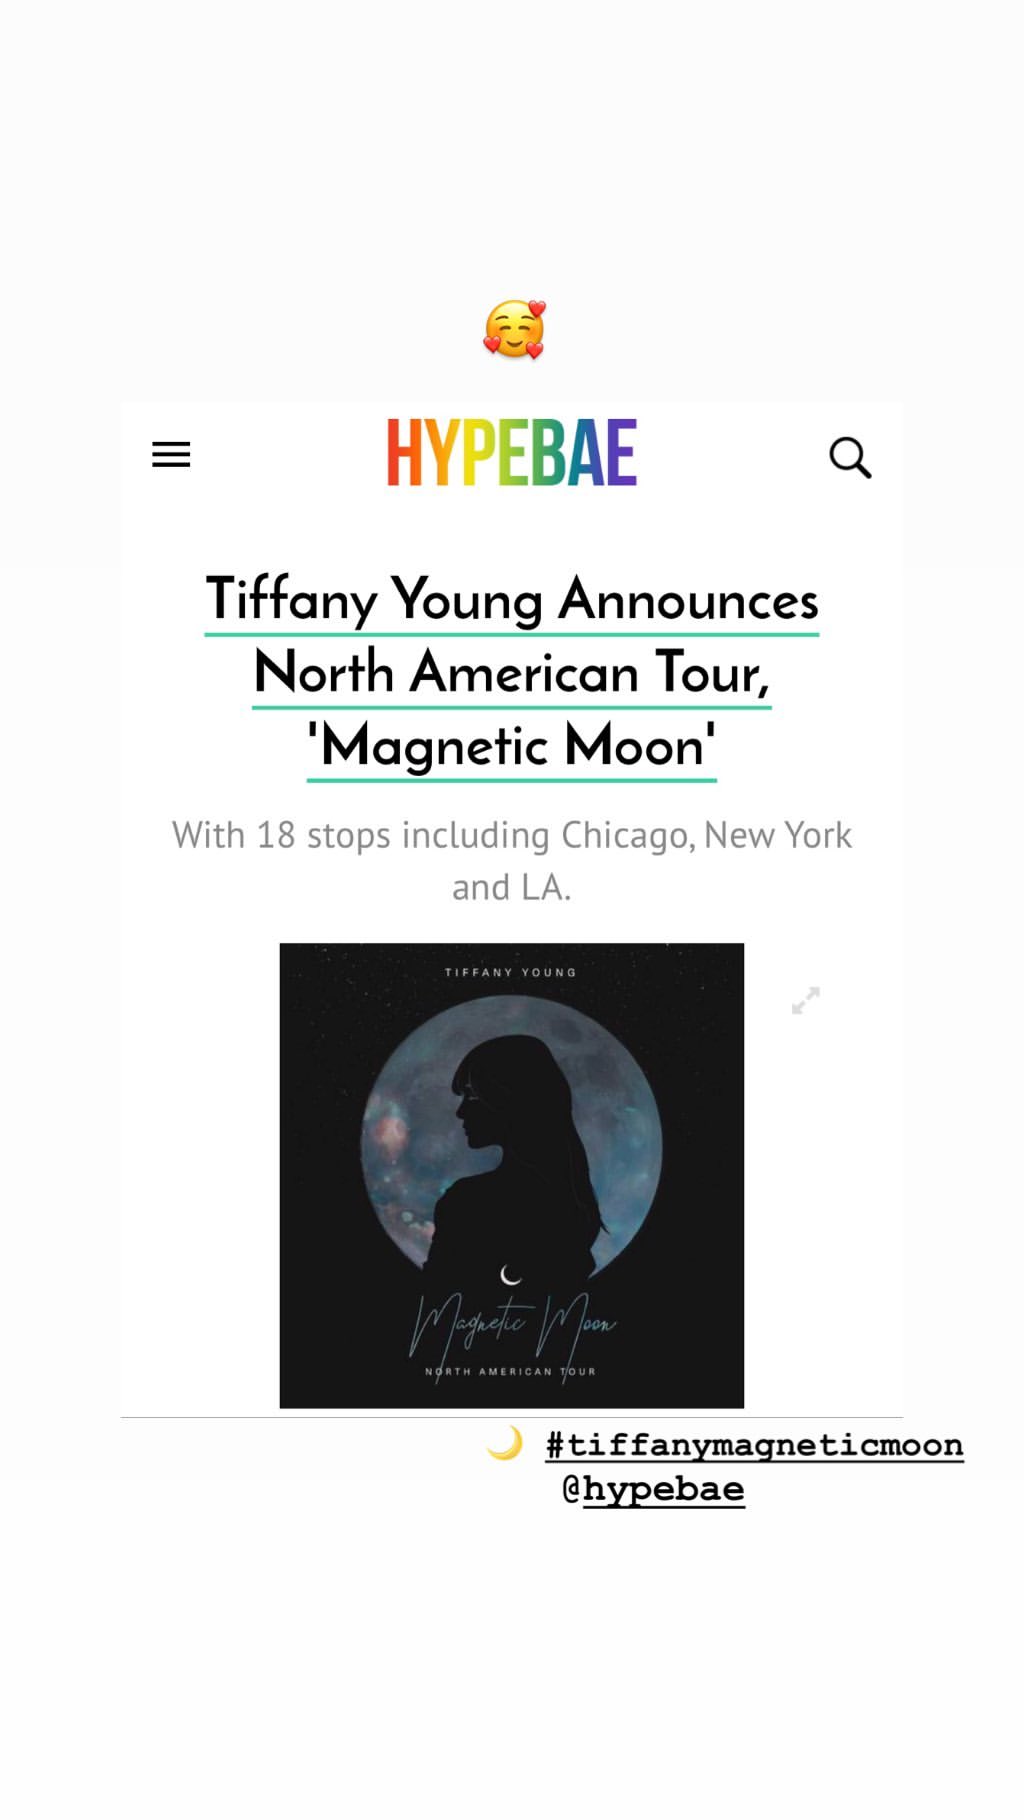 🥰
HYPEBAE
Tiffany Young Announces
North American Tour,
'Magnetic Moon'
With 18 stops including Chicago, New York
and LA.
TIFFANY YOUNG
Magnetic Moon
NORTH AMERICAN TOUR
🌙 #tiffanymagneticmoon
@hypebae